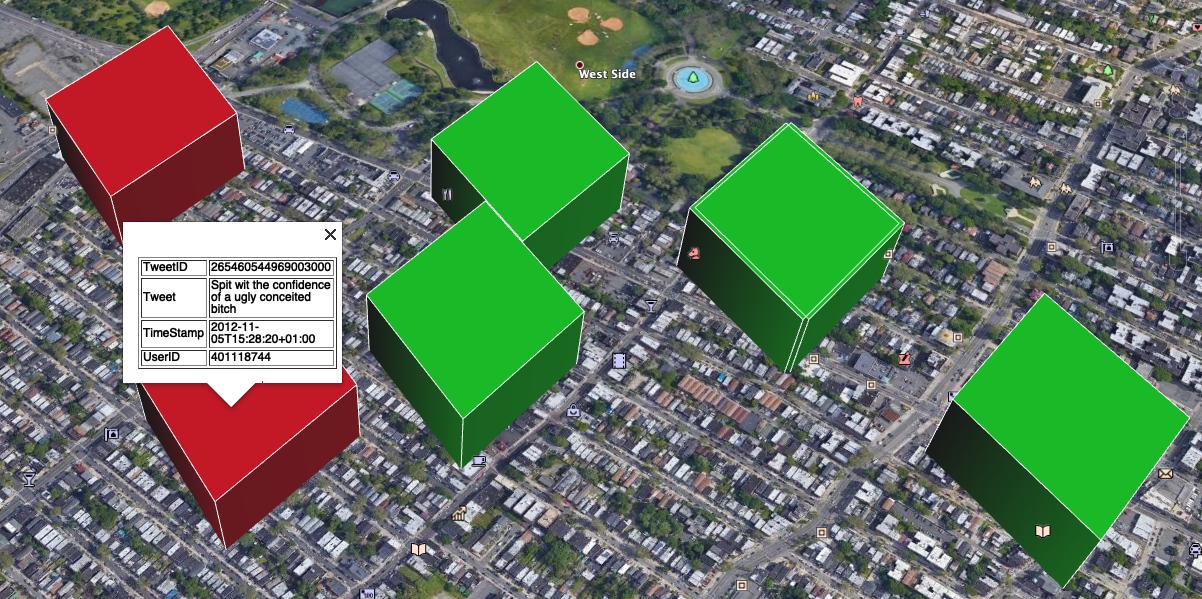 West Side
TweetID 265460544969003000
Tweet Spit wit the confidence
of a ugly conceited
bitch
TimeStamp 2012-11-
05T15:28:20+01:00
UserID 401118744